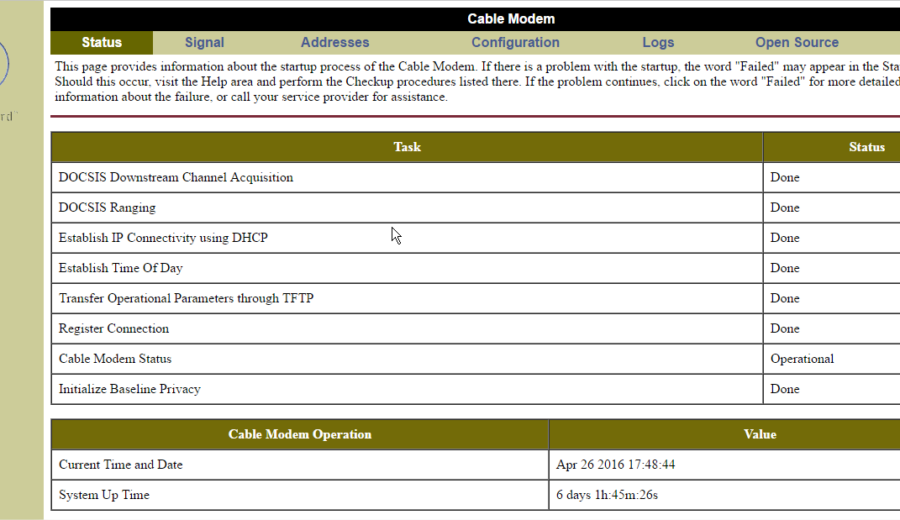 Cable Modem
Status Signal Addresses Configuration Logs Open Source
This page provides information about the startup process of the Cable Modem. If there is a problem with the startup, the word "Failed" may appear in the
Should this occur, visit the Help area and perform the Checkup procedures listed there. If the problem continues, click on the word "Failed" for more detailed
information about the failure, or call your service provider for assistance.
Task Status
DOCSIS Downstream Channel Acquisition Done
DOCSIS Ranging Done
Establish IP Connectivity using DHCP Done
Establish Time Of Day Done
Transfer Operational Parameters through TFTP Done
Register Connection Done
Cable Modem Status Operational
Initialize Baseline Privacy Done
Cable Modem Operation Value
Current Time and Date Apr 26 2016 17:48:44
System Up Time 6 days 1h:45m:26s